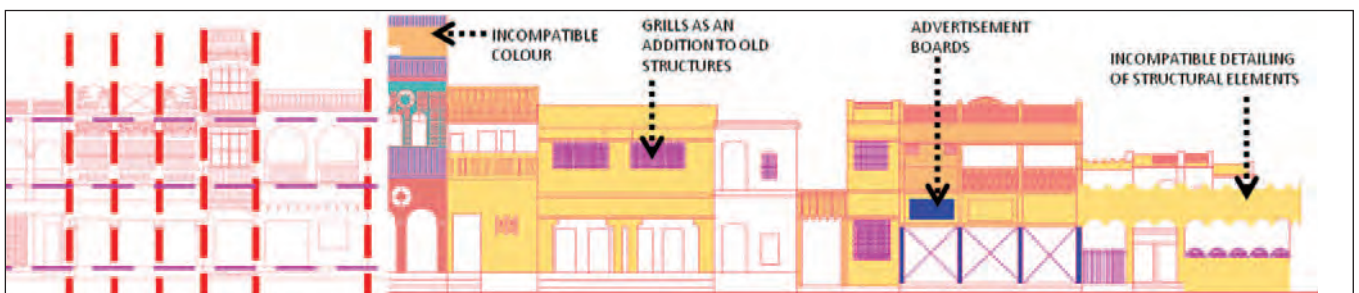 INCOMPATIBLE
COLOUR
GRILLS AS AN
ADDITION TO OLD
STRUCTURES
ADVERTISEMENT
BOARDS
INCOMPATIBLE DETAILING
OF STRUCTURAL ELEMENTS